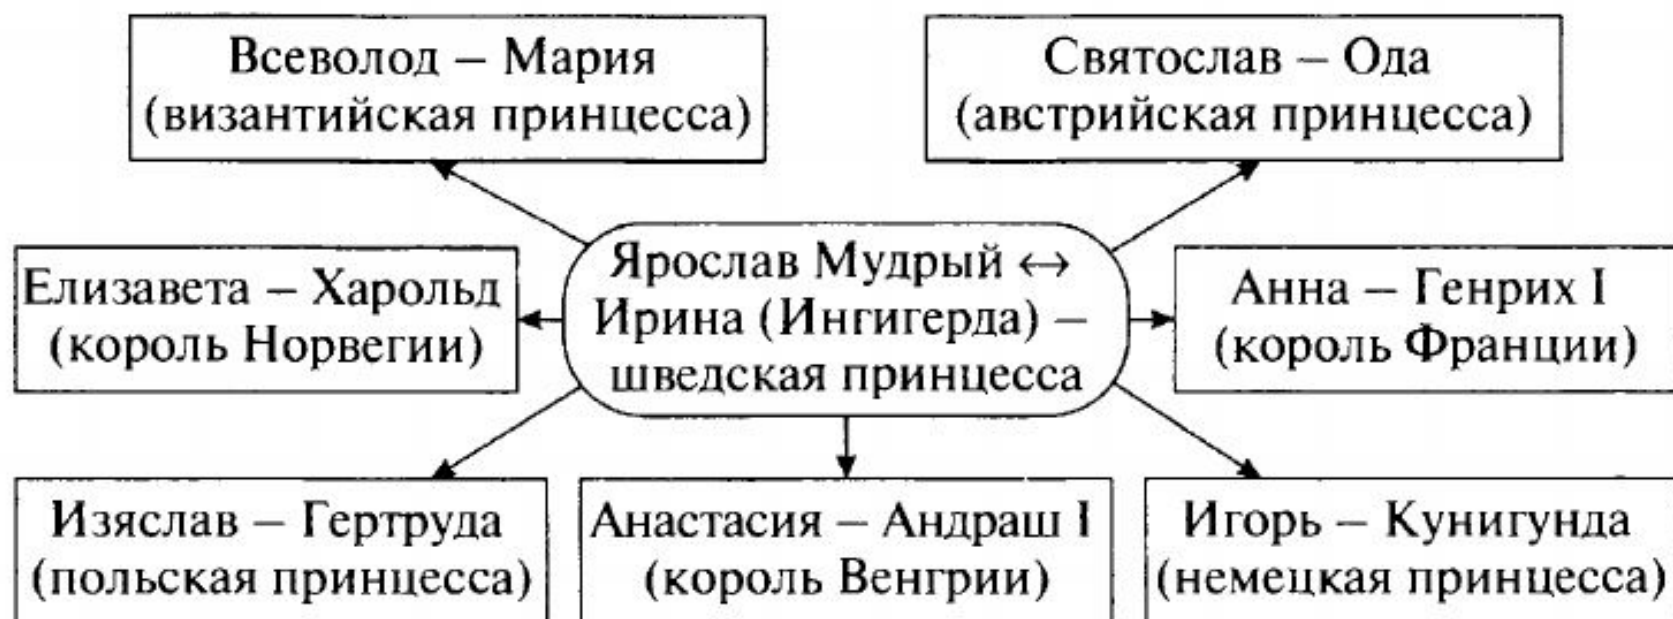 Всеволод – Мария
(византийская принцесса)
Святослав – Ода
(австрийская принцесса)
Елизавета – Харольд
(король Норвегии)
Ярослав Мудрый ↔
Ирина (Ингигерда) –
шведская принцесса
Анна – Генрих I
(король Франции)
Изяслав – Гертруда
(польская принцесса)
Анастасия – Андраш I
(король Венгрии)
Игорь – Кунигунда
(немецкая принцесса)